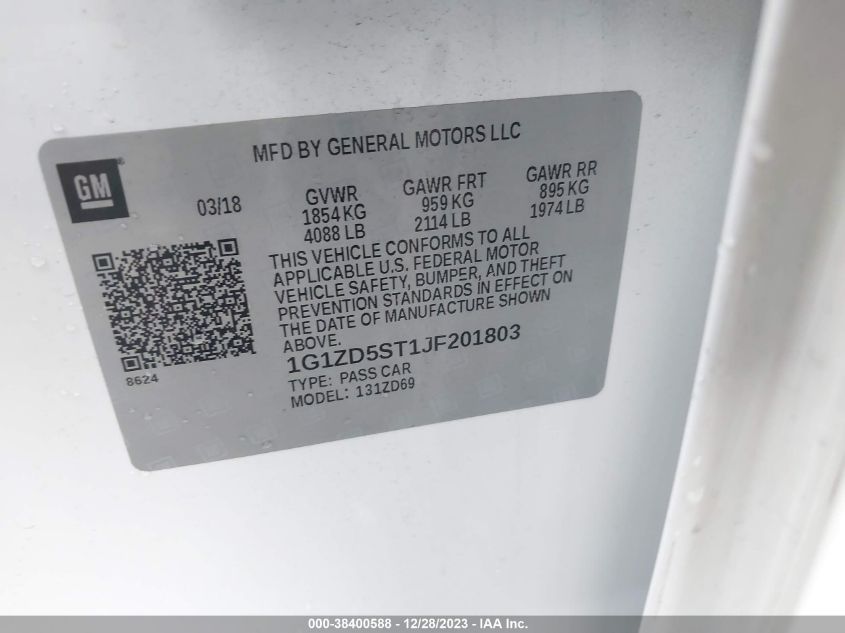 MFD BY GENERAL MOTORS LLC
GM®
03/18
GVWR
1854 KG
4088 LB
GAWR FRT
959 KG
2114 LB
GAWR RR
895 KG
1974 LB
THIS VEHICLE CONFORMS TO ALL
APPLICABLE U.S. FEDERAL MOTOR
VEHICLE SAFETY, BUMPER, AND THEFT
PREVENTION STANDARDS IN EFFECT ON
THE DATE OF MANUFACTURE SHOWN
ABOVE.
1G1ZD5ST1JF201803
TYPE: PASS CAR
MODEL: 131ZD69
8624
000-38400588 - 12/28/2023 - IAA Inc.